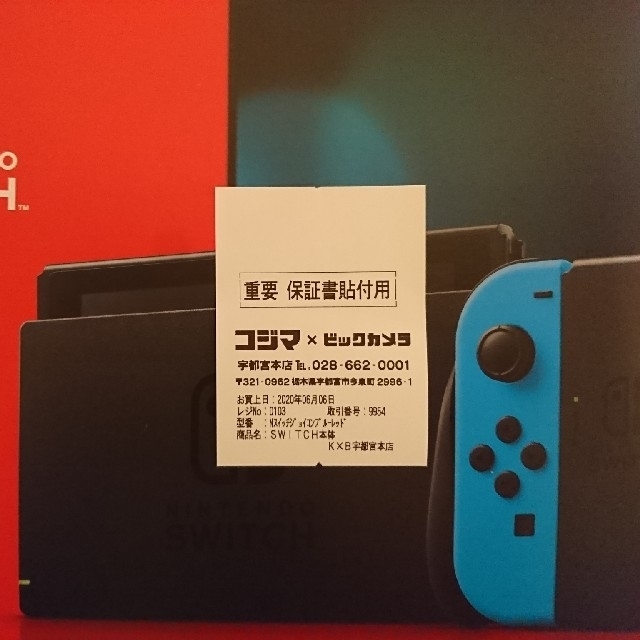 H™
重要 保証書貼付用
コジマ×ビックカメラ
宇都宮本店 TEL.028-662-0001
〒321-0962 栃木県宇都宮市今泉町 2996-1
お買上日：2020年06月06日
レジNo：0103 取引番号：9954
型番 ：Nスイッチジョイコンブルーレッド
商品名：SWITCH本体
K×B宇都宮本店
NINTENDO
SWITCH